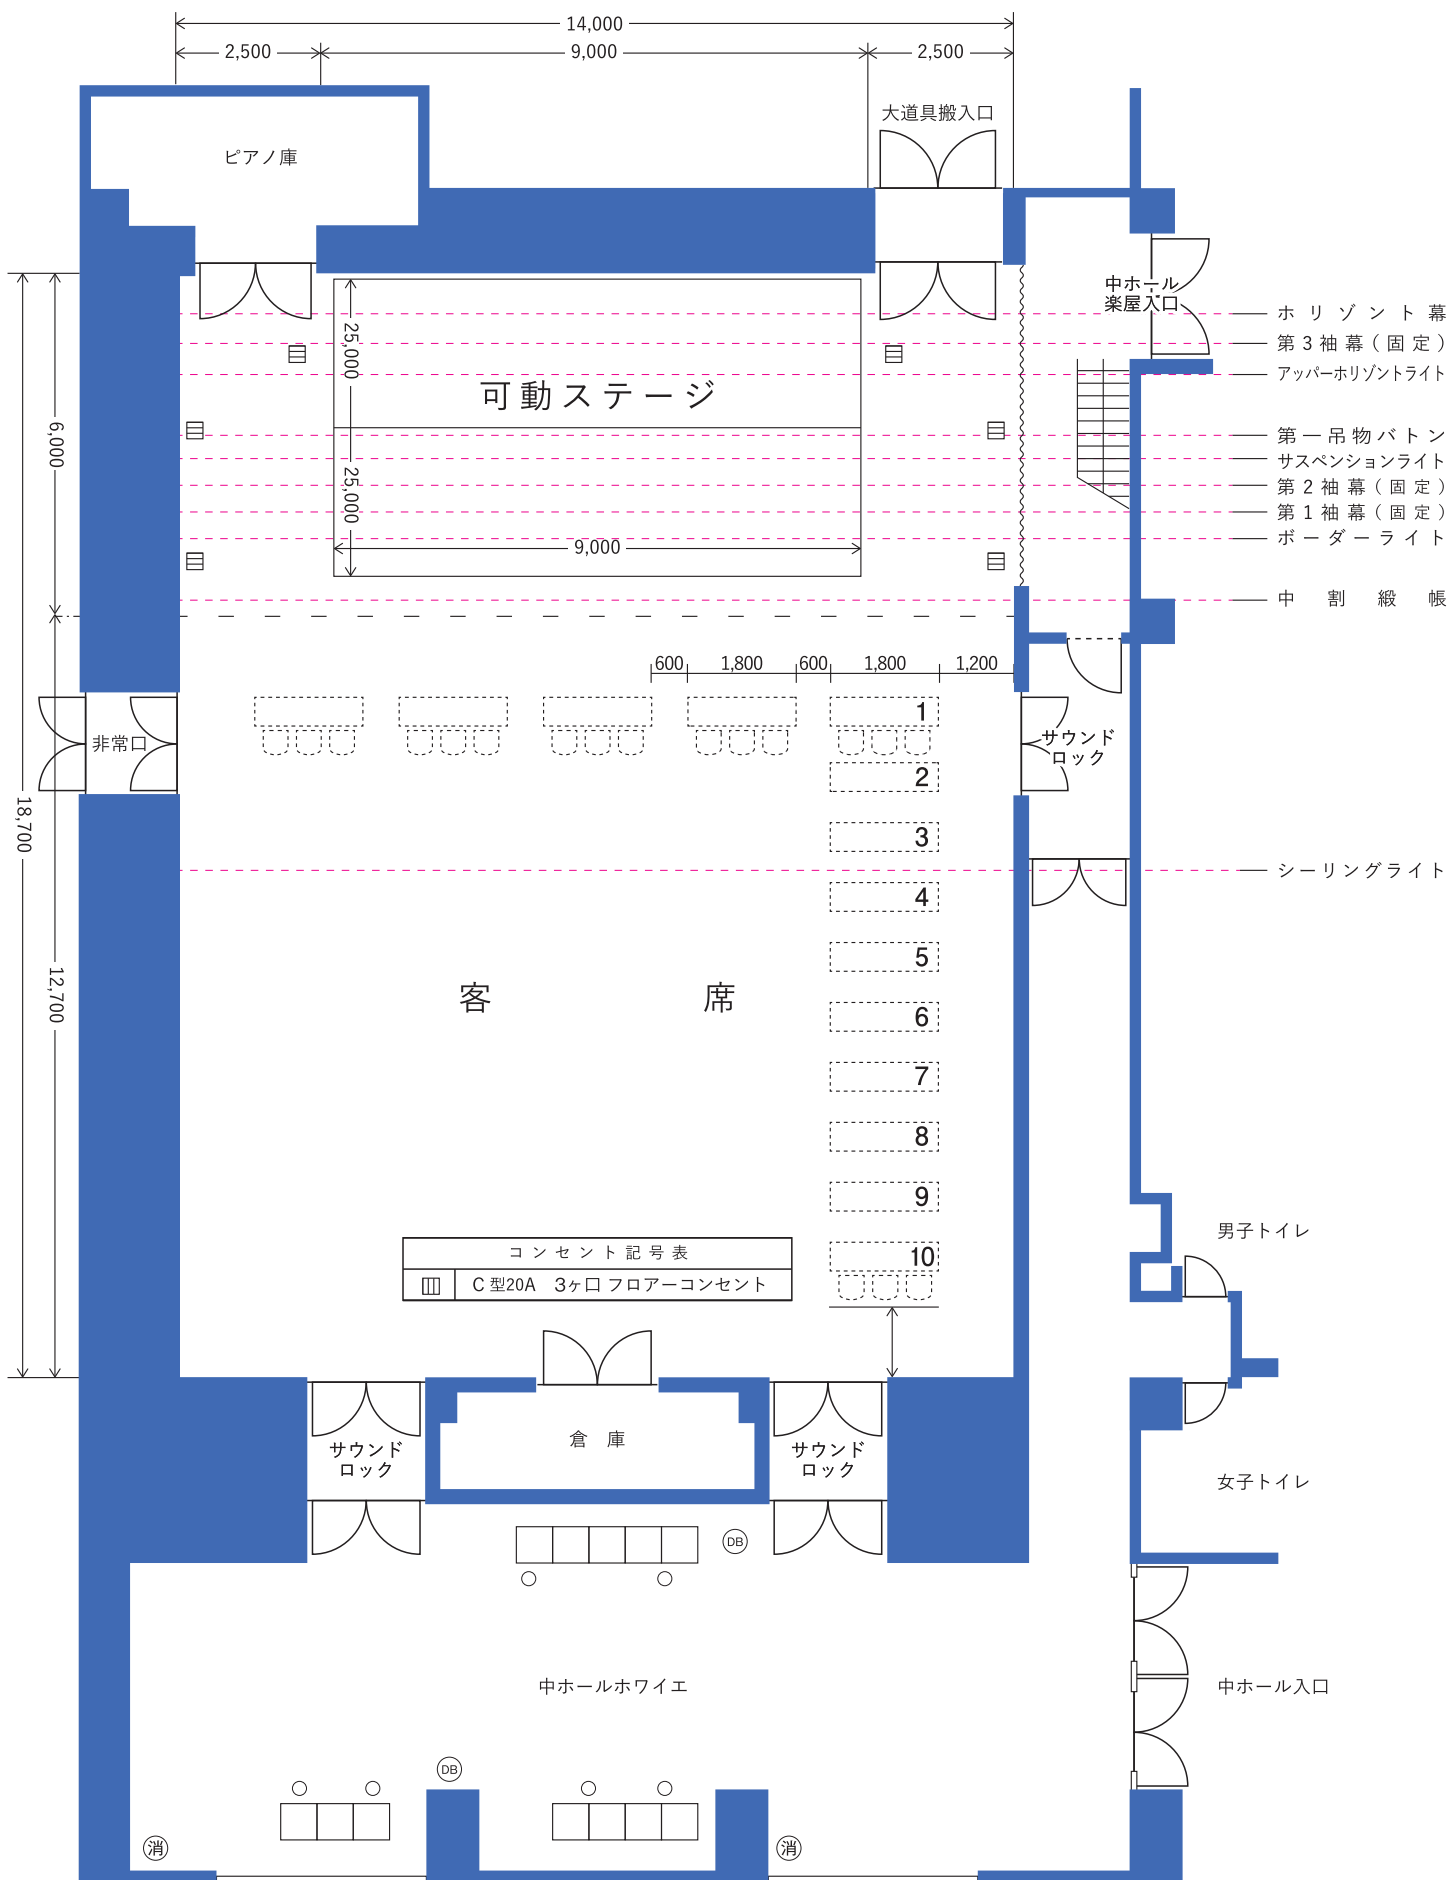 14,000
2,500
9,000
2,500
大道具搬入口
ピアノ庫
中ホール
楽屋入口
ホリゾント幕
第3袖幕(固定)
アッパーホリゾントライト
25,000
可動ステージ
6,000
第一吊物バトン
サスペンションライト
25,000
第2袖幕(固定)
第1袖幕(固定)
9,000
ボーダーライト
中割緞帳
600
1,800
600
1,800
1,200
1
非常口
サウンド
ロック
2
18,700
3
シーリングライト
4
5
12,700
客席
6
7
8
9
男子トイレ
コンセント記号表
10
C型20A 3ヶ口 フロアーコンセント
サウンド
ロック
倉庫
サウンド
ロック
女子トイレ
DB
中ホールホワイエ
中ホール入口
DB
消
消